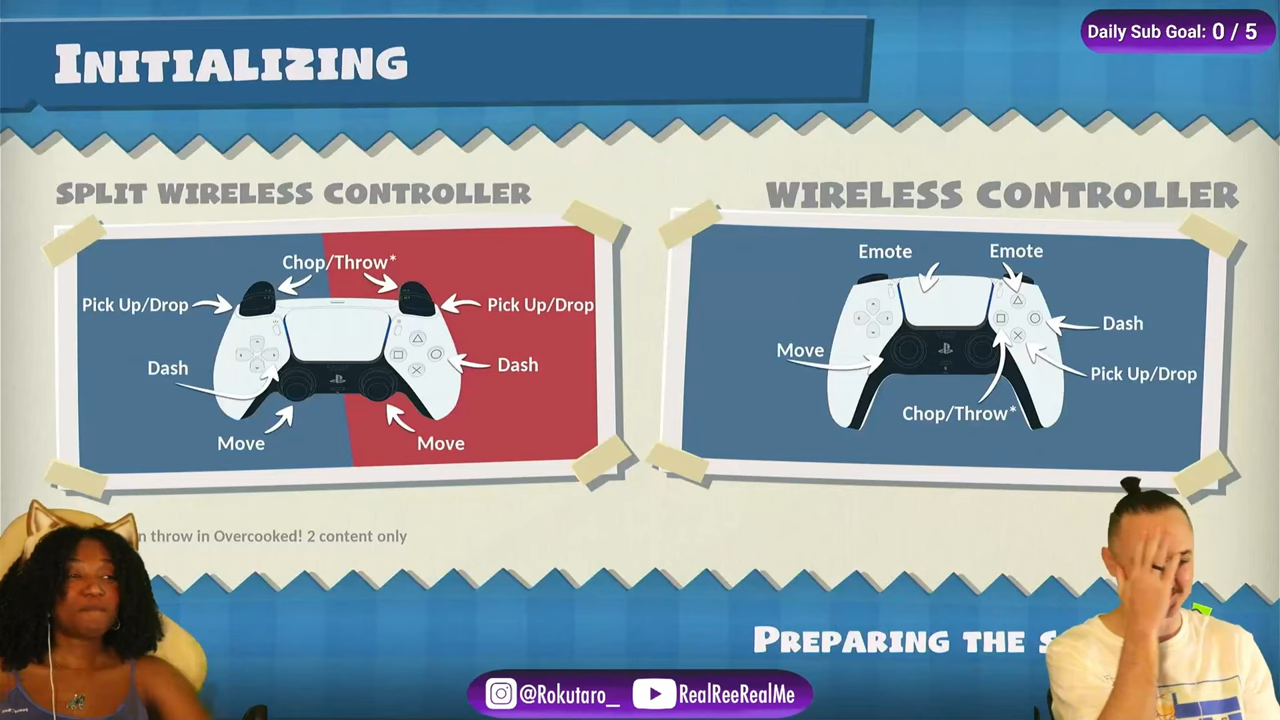 INITIALIZING
Daily Sub Goal: 0 / 5
SPLIT WIRELESS CONTROLLER
WIRELESS CONTROLLER
Chop/Throw*
Pick Up/Drop
Pick Up/Drop
Dash
Dash
Move
Move
Emote
Emote
Dash
Move
Pick Up/Drop
Chop/Throw*
throw in Overcooked! 2 content only
PREPARING THE
@Rokutaro_
RealReeRealMe